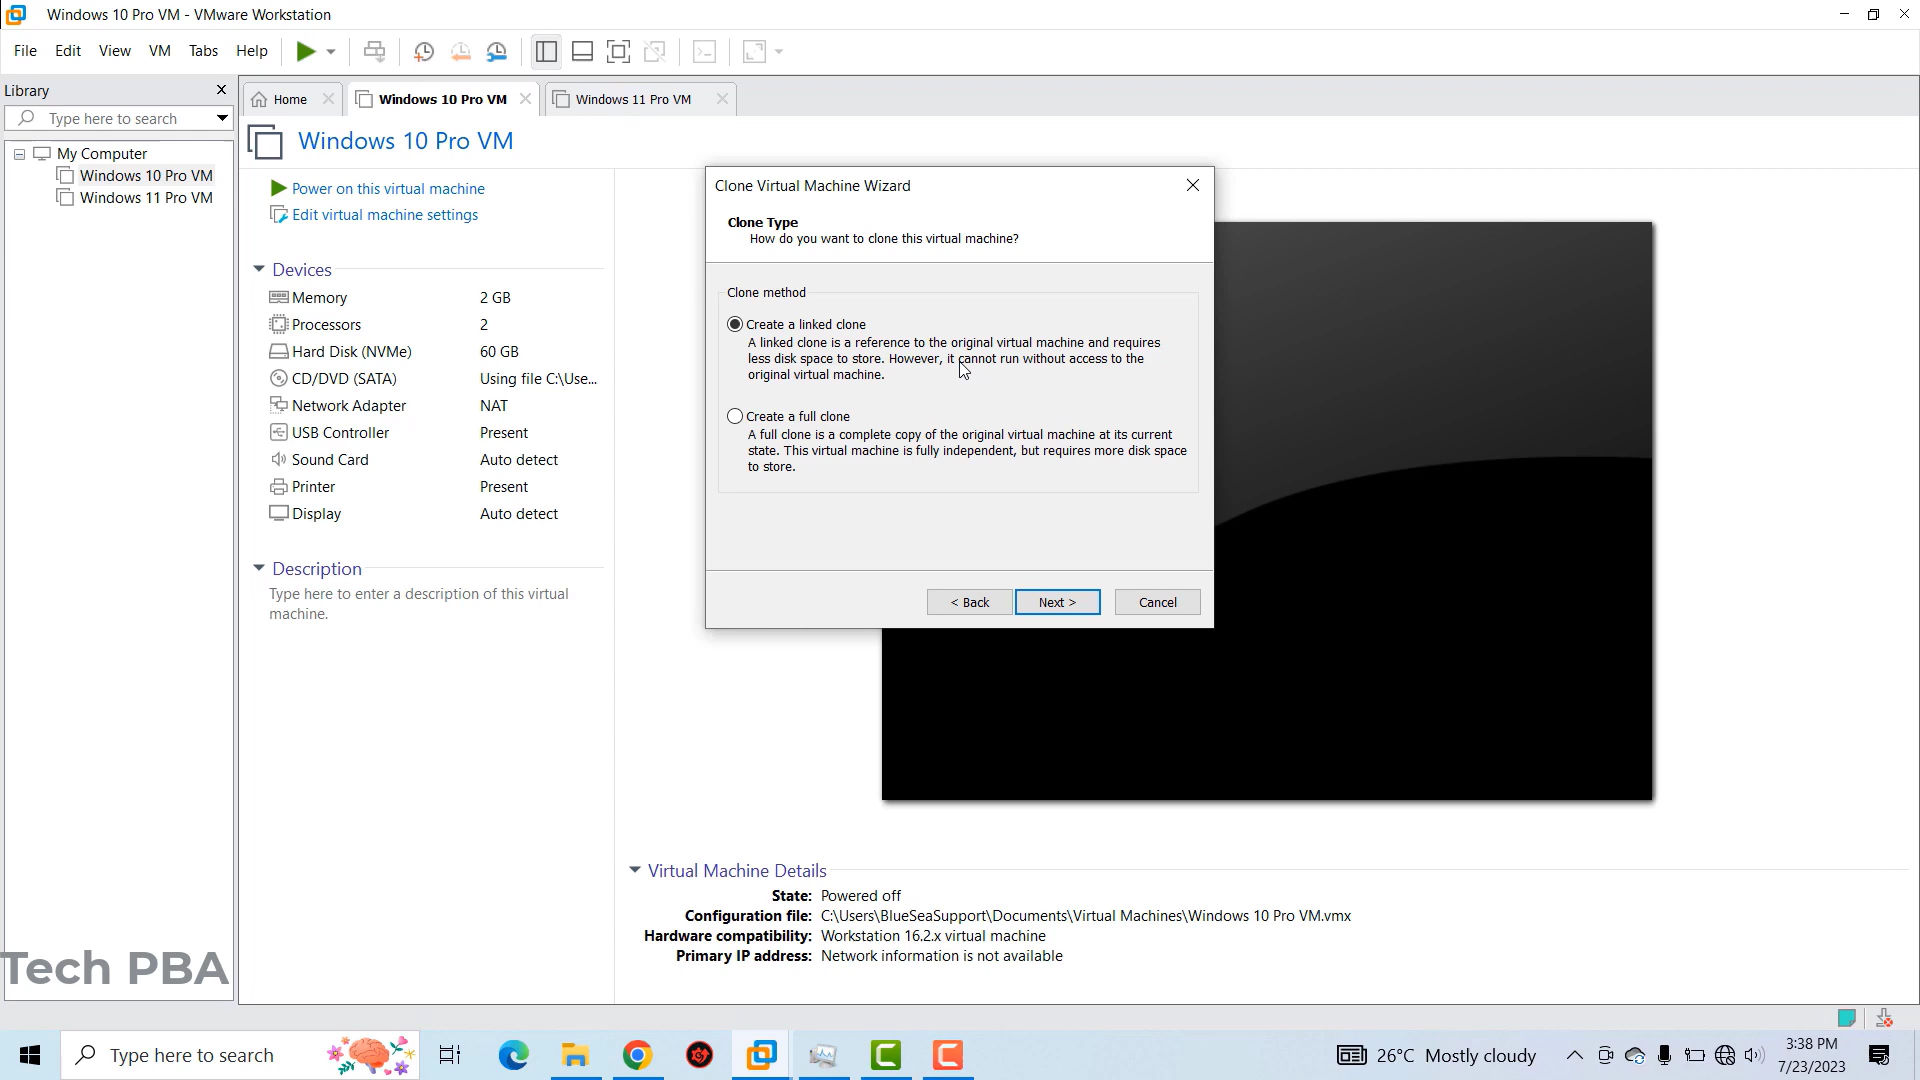 Windows 10 Pro VM - VMware Workstation
File Edit View VM Tabs Help
Library
Type here to search
My Computer
Windows 10 Pro VM
Windows 11 Pro VM
Home
Windows 10 Pro VM
Windows 11 Pro VM
Windows 10 Pro VM
Power on this virtual machine
Edit virtual machine settings
Devices
Memory 2 GB
Processors 2
Hard Disk (NVMe) 60 GB
CD/DVD (SATA) Using file C:\Use...
Network Adapter NAT
USB Controller Present
Sound Card Auto detect
Printer Present
Display Auto detect
Description
Type here to enter a description of this virtual
machine.
Clone Virtual Machine Wizard
Clone Type
How do you want to clone this virtual machine?
Clone method
Create a linked clone
A linked clone is a reference to the original virtual machine and requires
less disk space to store. However, it cannot run without access to the
original virtual machine.
Create a full clone
A full clone is a complete copy of the original virtual machine at its current
state. This virtual machine is fully independent, but requires more disk space
to store.
< Back Next > Cancel
Virtual Machine Details
State: Powered off
Configuration file: C:\Users\BlueSeaSupport\Documents\Virtual Machines\Windows 10 Pro VM.vmx
Hardware compatibility: Workstation 16.2.x virtual machine
Primary IP address: Network information is not available
Tech PBA
Type here to search
26°C Mostly cloudy
3:38 PM
7/23/2023